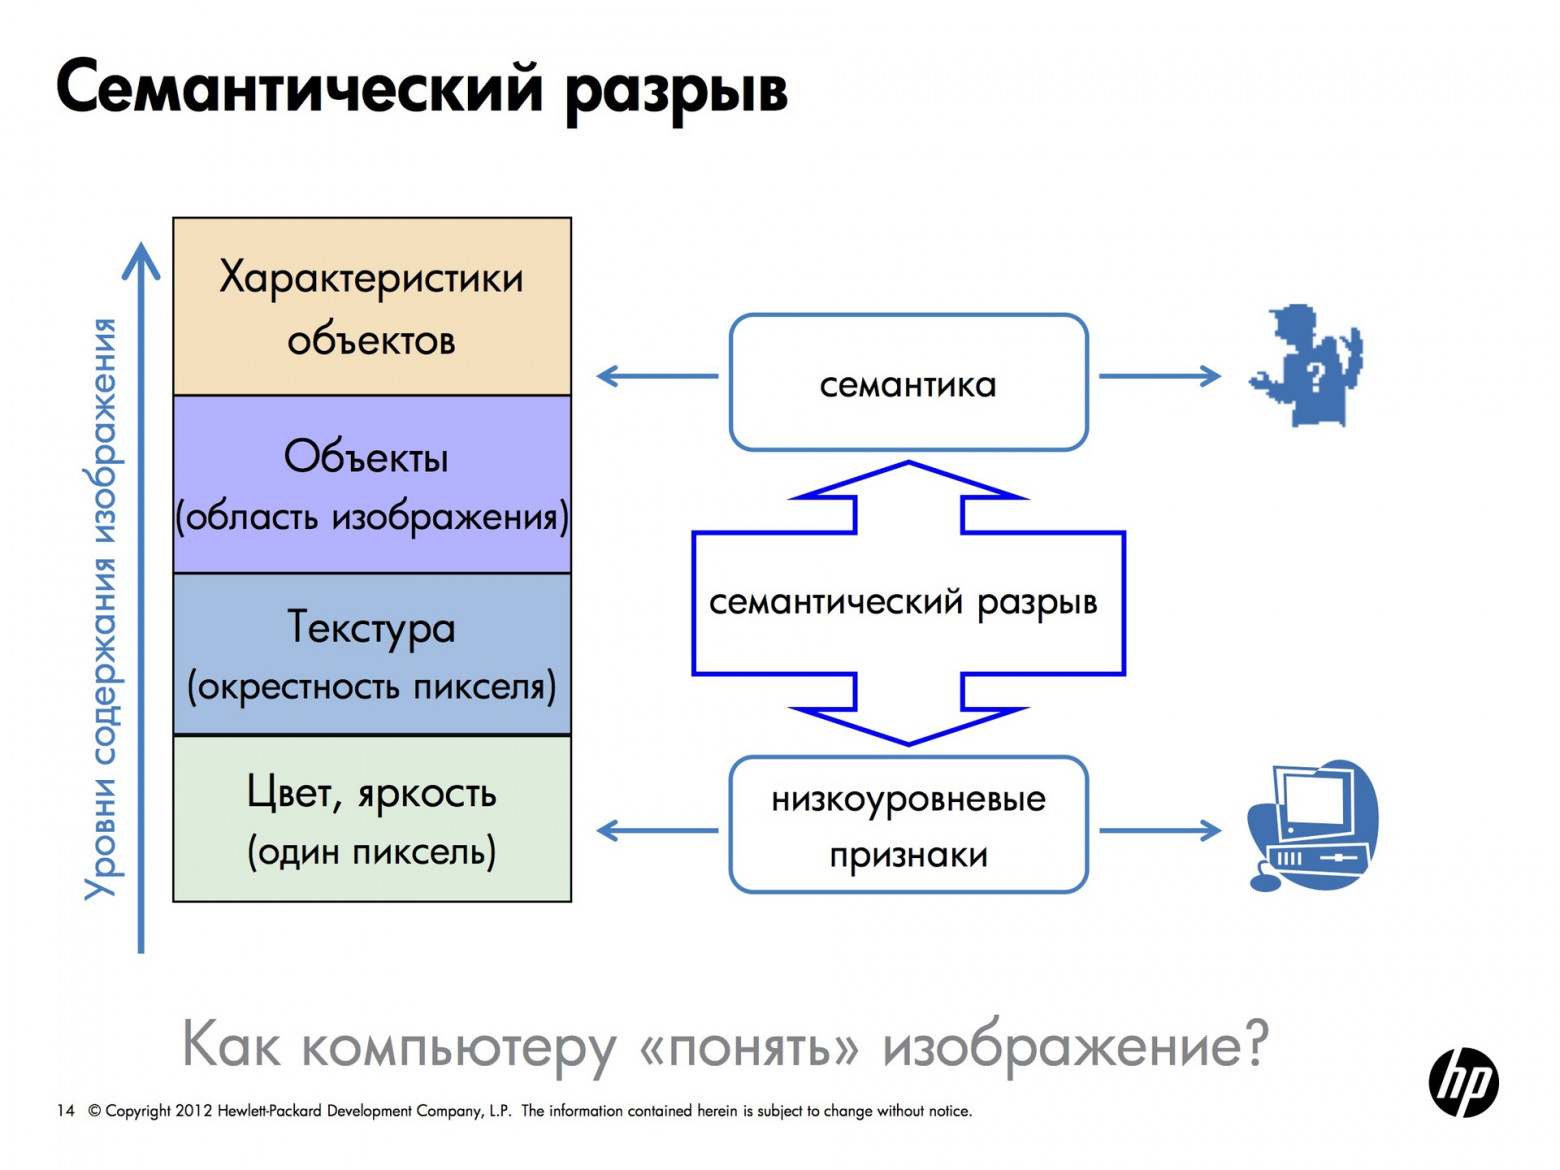 Семантический разрыв
Уровни содержания изображения
Характеристики
объектов
Объекты
(область изображения)
Текстура
(окрестность пикселя)
Цвет, яркость
(один пиксель)
семантика
?
семантический разрыв
низкоуровневые
признаки
Как компьютеру «понять» изображение?
14 © Copyright 2012 Hewlett-Packard Development Company, L.P. The information contained herein is subject to change without notice.
hp